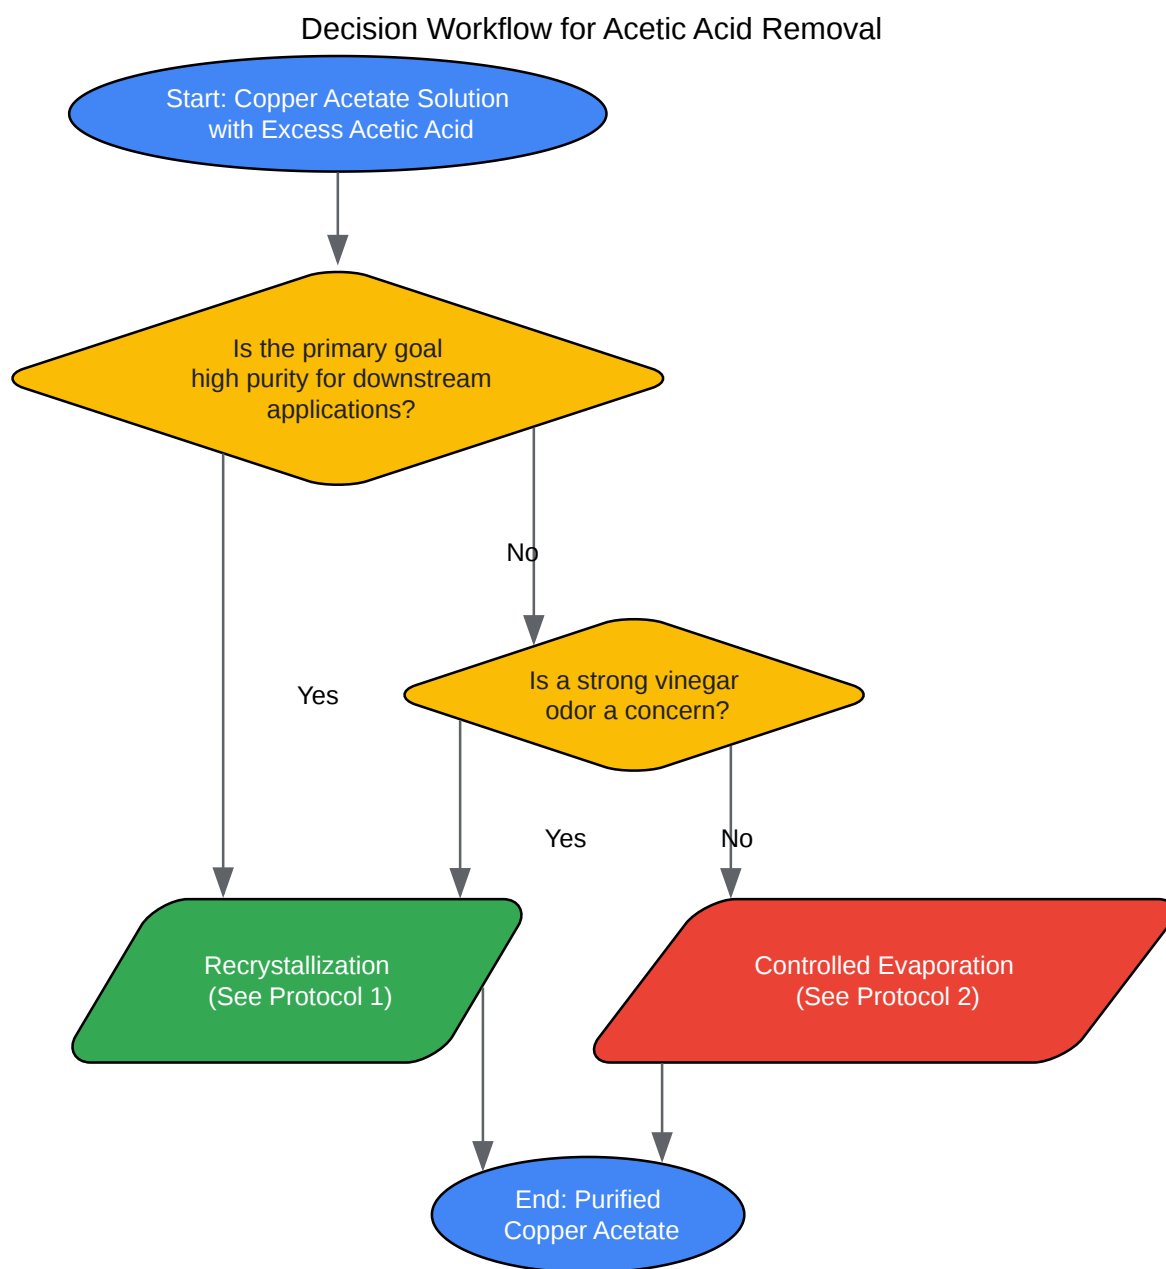 Decision Workflow for Acetic Acid Removal
Start: Copper Acetate Solution
with Excess Acetic Acid
Is the primary goal
high purity for downstream
applications?
No
Yes
Is a strong vinegar
odor a concern?
Yes
No
Recrystallization
(See Protocol 1)
Controlled Evaporation
(See Protocol 2)
End: Purified
Copper Acetate